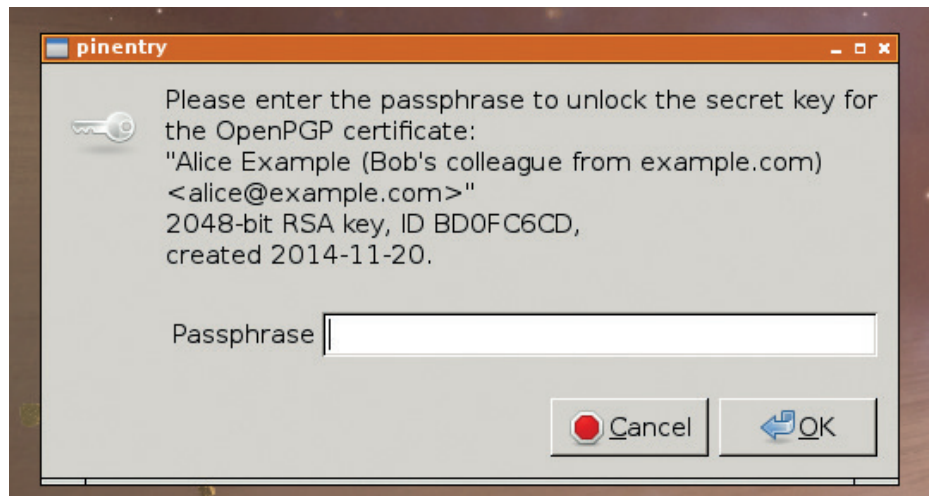 pinentry
Please enter the passphrase to unlock the secret key for
the OpenPGP certificate:
"Alice Example (Bob's colleague from example.com)
<alice@example.com>"
2048-bit RSA key, ID BD0FC6CD,
created 2014-11-20.
Passphrase
Cancel
OK